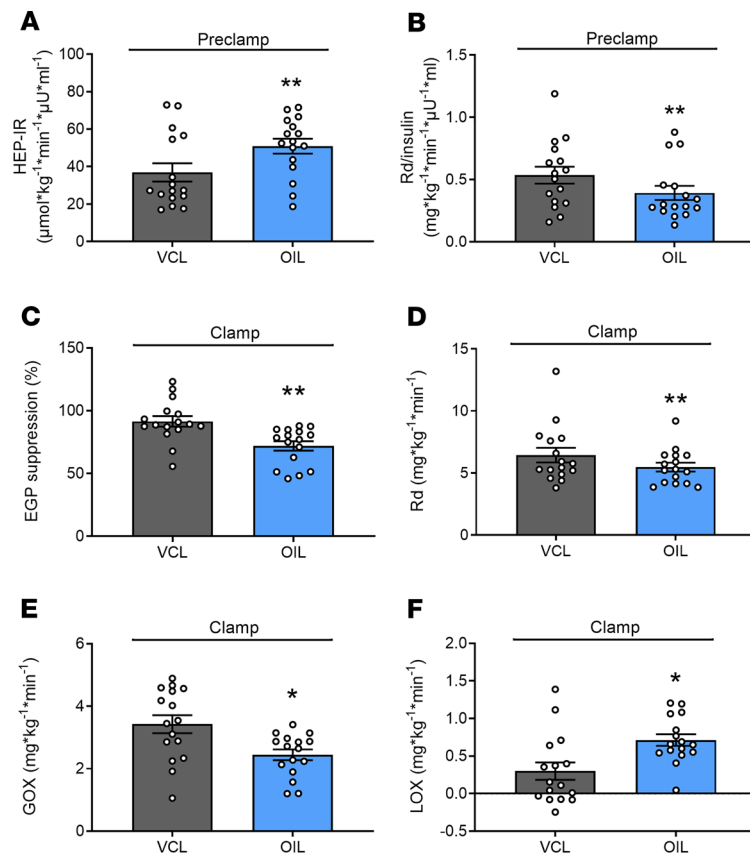 A
Preclamp
HEP-IR
(µmol*kg⁻¹*min⁻¹*µU*ml⁻¹)
100
80
60
40
20
0
**
VCL
OIL
B
Preclamp
Rd/insulin
(mg*kg⁻¹*min⁻¹*µU⁻¹*ml)
1.5
1.0
0.5
0.0
**
VCL
OIL
C
Clamp
EGP suppression (%)
150
100
50
0
**
VCL
OIL
D
Clamp
Rd (mg*kg⁻¹*min⁻¹)
15
10
5
0
**
VCL
OIL
E
Clamp
GOX (mg*kg⁻¹*min⁻¹)
6
4
2
0
*
VCL
OIL
F
Clamp
LOX (mg*kg⁻¹*min⁻¹)
2.0
1.5
1.0
0.5
0.0
-0.5
*
VCL
OIL